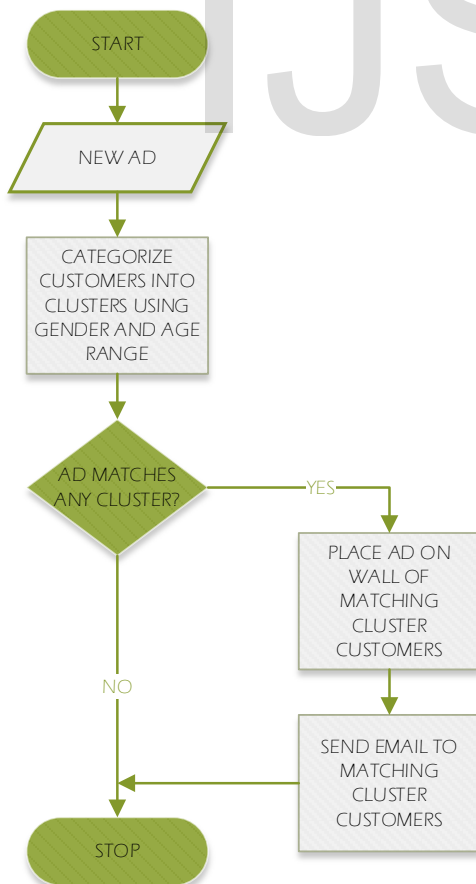 IJS
START
NEW AD
CATEGORIZE
CUSTOMERS INTO
CLUSTERS USING
GENDER AND AGE
RANGE
AD MATCHES
ANY CLUSTER?
YES
PLACE AD ON
WALL OF
MATCHING
CLUSTER
CUSTOMERS
NO
SEND EMAIL TO
MATCHING
CLUSTER
CUSTOMERS
STOP